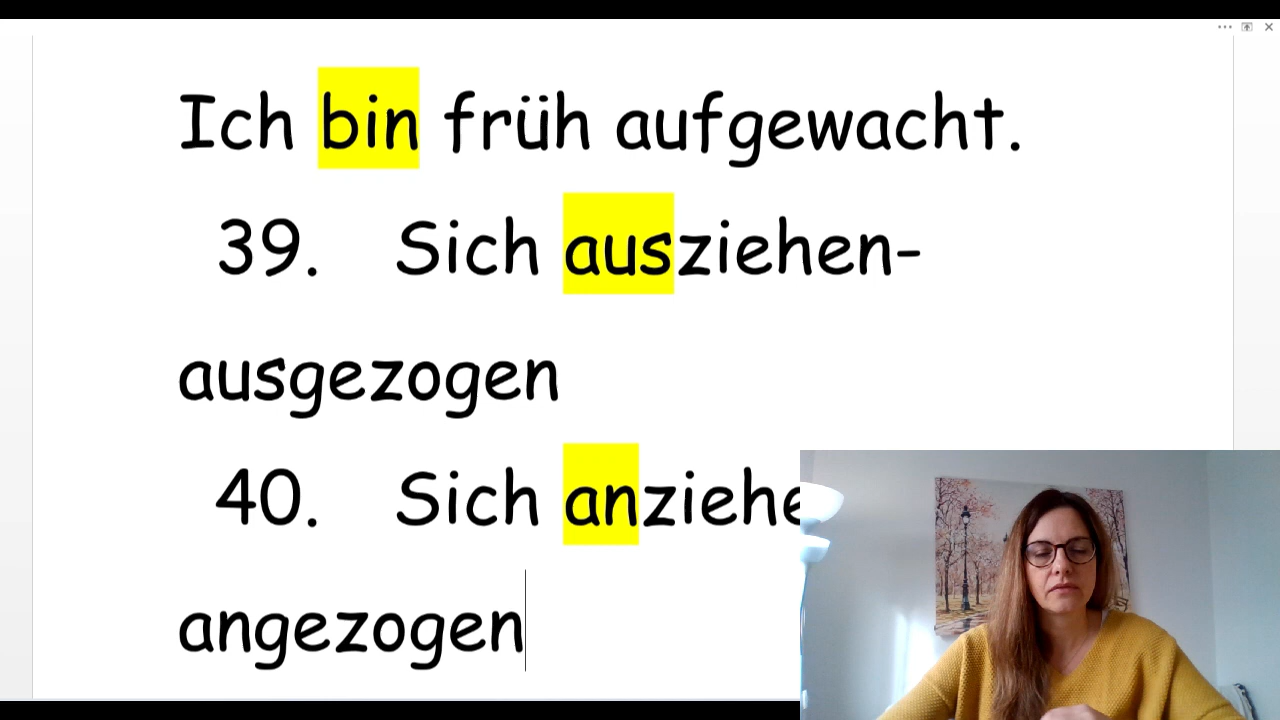 Ich bin früh aufgewacht.
39. Sich ausziehen-
ausgezogen
40. Sich anziehe
angezogen